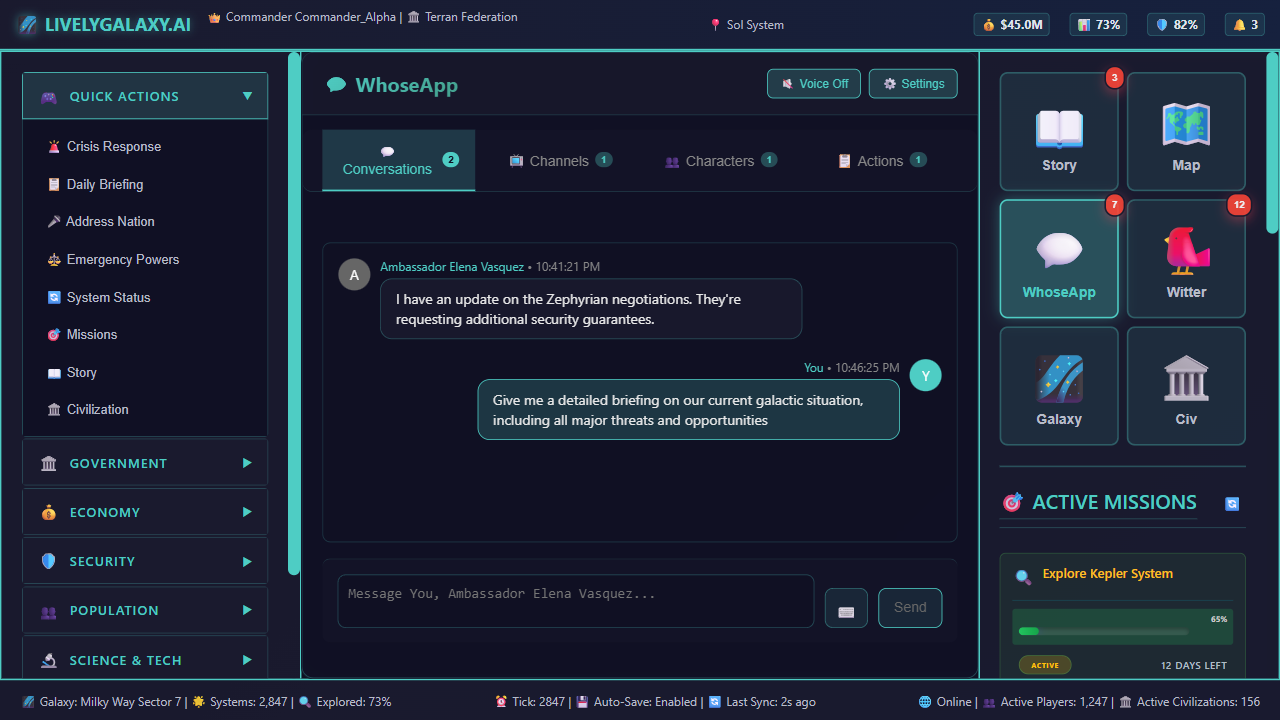 LIVELYGALAXY.AI
Commander Commander_Alpha | Terran Federation
Sol System
$45.0M
73%
82%
3
QUICK ACTIONS ▼
Crisis Response
Daily Briefing
Address Nation
Emergency Powers
System Status
Missions
Story
Civilization
GOVERNMENT ▶
ECONOMY ▶
SECURITY ▶
POPULATION ▶
SCIENCE & TECH ▶
WhoseApp
Voice Off
Settings
Conversations 2
Channels 1
Characters 1
Actions 1
A
Ambassador Elena Vasquez • 10:41:21 PM
I have an update on the Zephyrian negotiations. They're
requesting additional security guarantees.
You • 10:46:25 PM
Y
Give me a detailed briefing on our current galactic situation,
including all major threats and opportunities
Message You, Ambassador Elena Vasquez...
Send
3
Story
Map
7
WhoseApp
12
Witter
Galaxy
Civ
ACTIVE MISSIONS
Explore Kepler System
65%
ACTIVE
12 DAYS LEFT
Galaxy: Milky Way Sector 7 | Systems: 2,847 | Explored: 73%
Tick: 2847 | Auto-Save: Enabled | Last Sync: 2s ago
Online | Active Players: 1,247 | Active Civilizations: 156